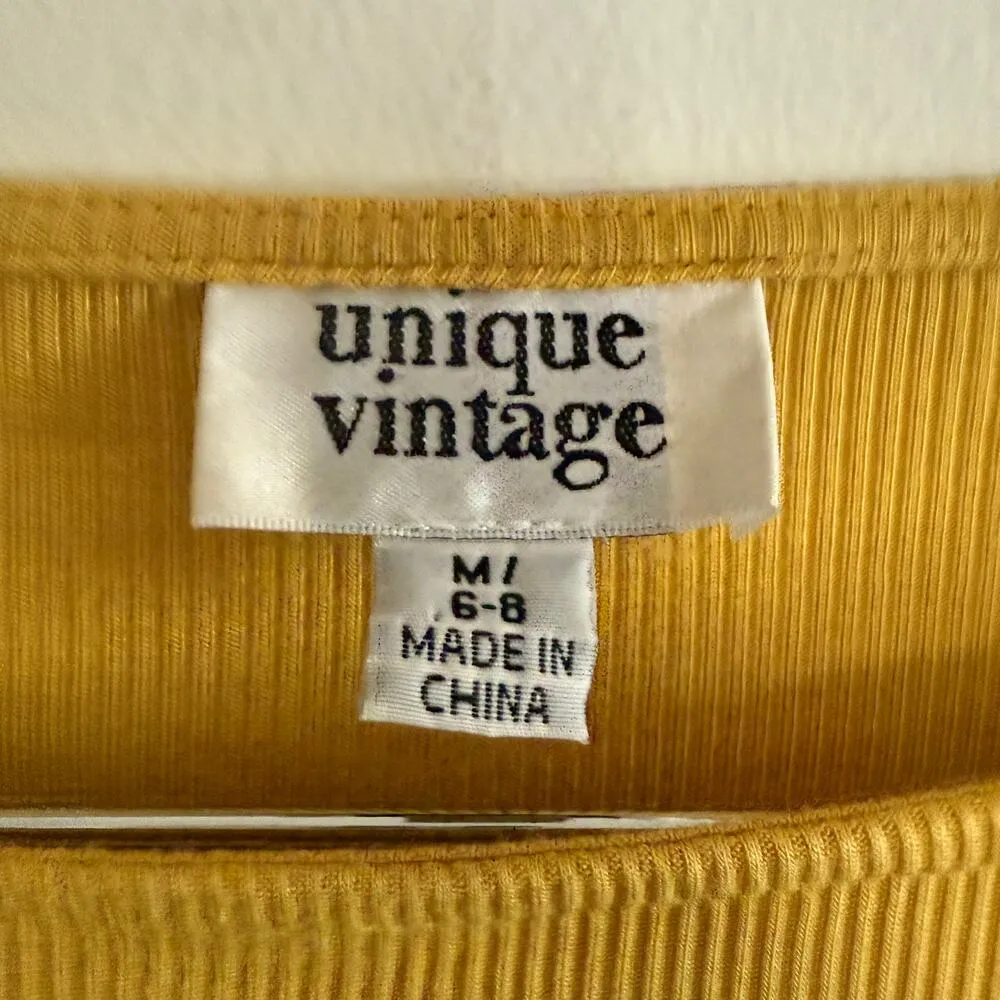 unique
vintage
M/
6-8
MADE IN
CHINA